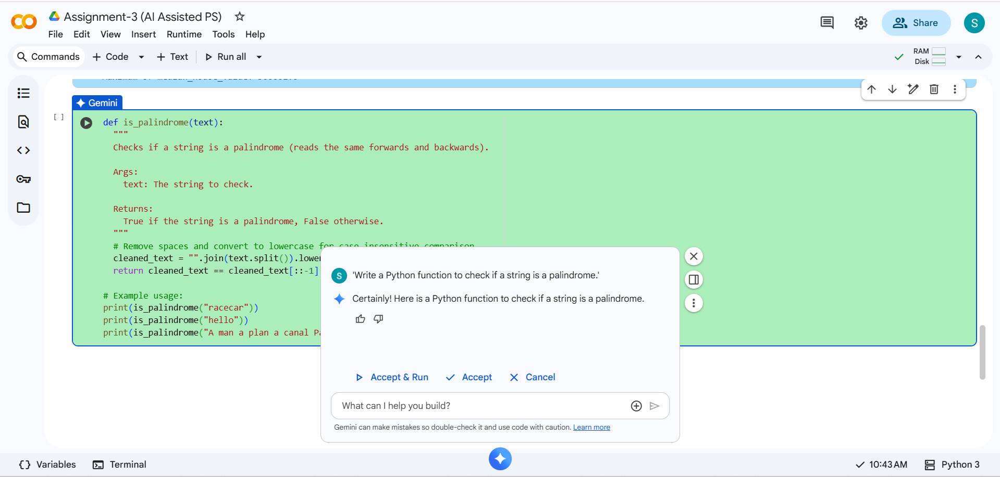 Assignment-3 (AI Assisted PS)
File Edit View Insert Runtime Tools Help
Share
S
Commands + Code + Text Run all
RAM
Disk
Gemini
[ ]
def is_palindrome(text):
"""
Checks if a string is a palindrome (reads the same forwards and backwards).
Args:
text: The string to check.
Returns:
True if the string is a palindrome, False otherwise.
"""
# Remove spaces and convert to lowercase for case-insensitive comparison
cleaned_text = "".join(text.split()).lower
return cleaned_text == cleaned_text[::-1]
# Example usage:
print(is_palindrome("racecar"))
print(is_palindrome("hello"))
print(is_palindrome("A man a plan a canal Pa
S
'Write a Python function to check if a string is a palindrome.'
Certainly! Here is a Python function to check if a string is a palindrome.
Accept & Run Accept Cancel
What can I help you build?
Gemini can make mistakes so double-check it and use code with caution. Learn more
{} Variables Terminal
10:43 AM Python 3